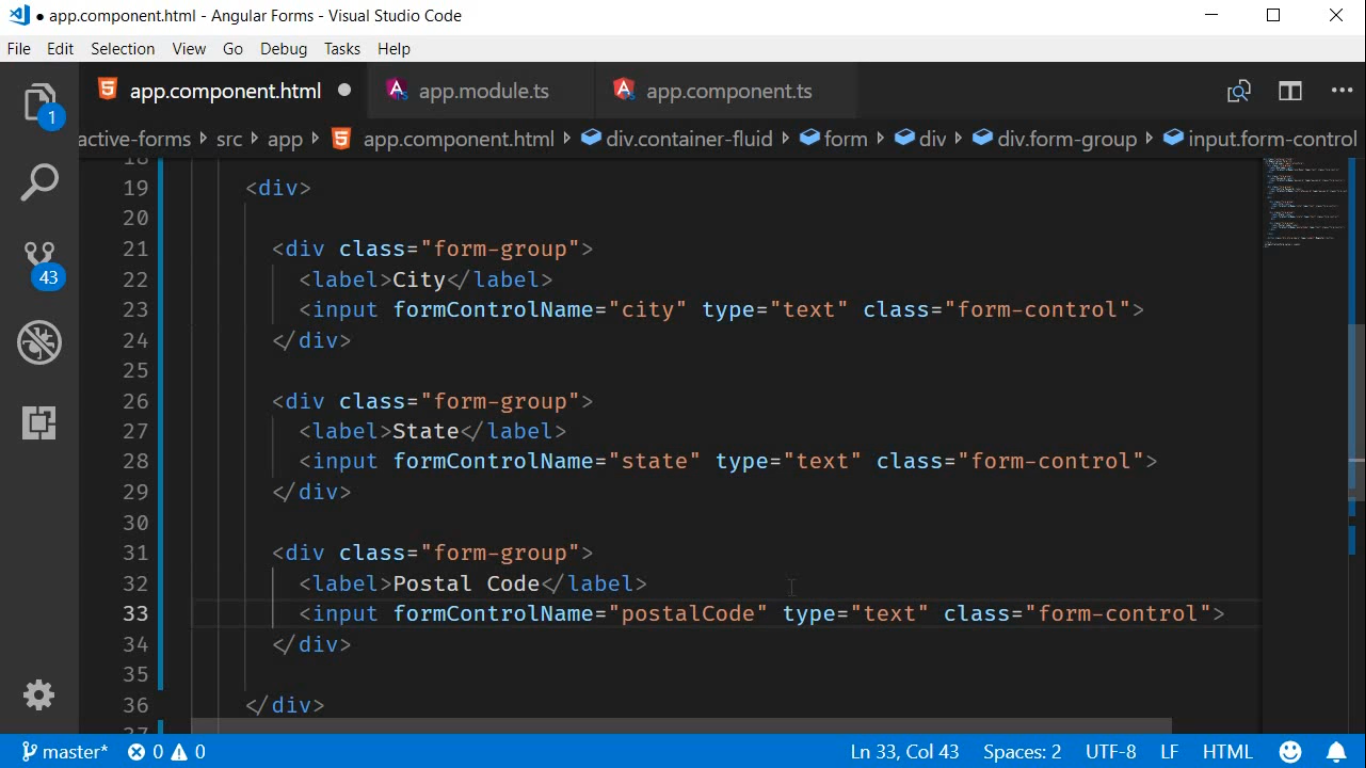 ● app.component.html - Angular Forms - Visual Studio Code
File Edit Selection View Go Debug Tasks Help
app.component.html ● app.module.ts app.component.ts
1
active-forms src app app.component.html div.container-fluid form div div.form-group input.form-control
18
19 <div>
20
21 <div class="form-group">
22 <label>City</label>
23 <input formControlName="city" type="text" class="form-control">
24 </div>
43
25
26 <div class="form-group">
27 <label>State</label>
28 <input formControlName="state" type="text" class="form-control">
29 </div>
30
31 <div class="form-group">
32 <label>Postal Code</label>
33 <input formControlName="postalCode" type="text" class="form-control">
34 </div>
35
36 </div>
37
master* 0 0 Ln 33, Col 43 Spaces: 2 UTF-8 LF HTML